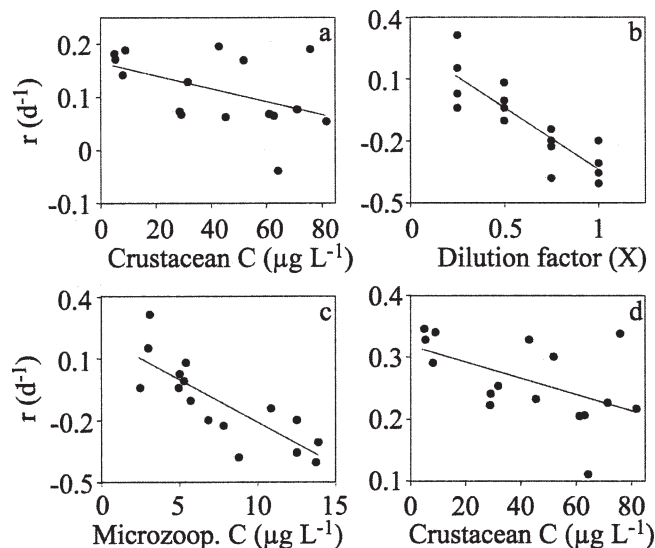 a
r (d⁻¹)
0.2
0.1
0
-0.1
0 20 40 60 80
Crustacean C (µg L⁻¹)
b
0.4
0.1
-0.2
-0.5
0 0.5 1
Dilution factor (X)
c
r (d⁻¹)
0.4
0.1
-0.2
-0.5
0 5 10 15
Microzoop. C (µg L⁻¹)
d
0.4
0.3
0.2
0.1
0 20 40 60 80
Crustacean C (µg L⁻¹)